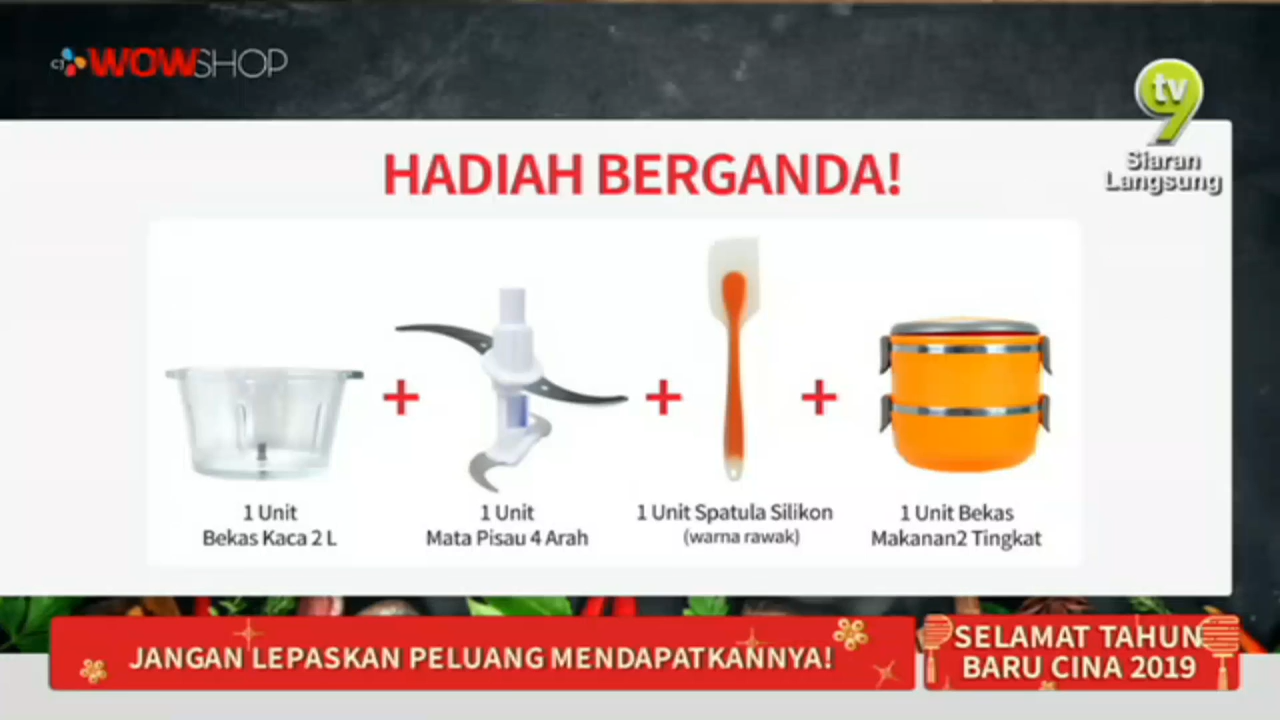 CJ WOWSHOP
tv9
Siaran
Langsung
HADIAH BERGANDA!
+ + +
1 Unit
Bekas Kaca 2 L
1 Unit
Mata Pisau 4 Arah
1 Unit Spatula Silikon
(warna rawak)
1 Unit Bekas
Makanan2 Tingkat
JANGAN LEPASKAN PELUANG MENDAPATKANNYA!
SELAMAT TAHUN
BARU CINA 2019